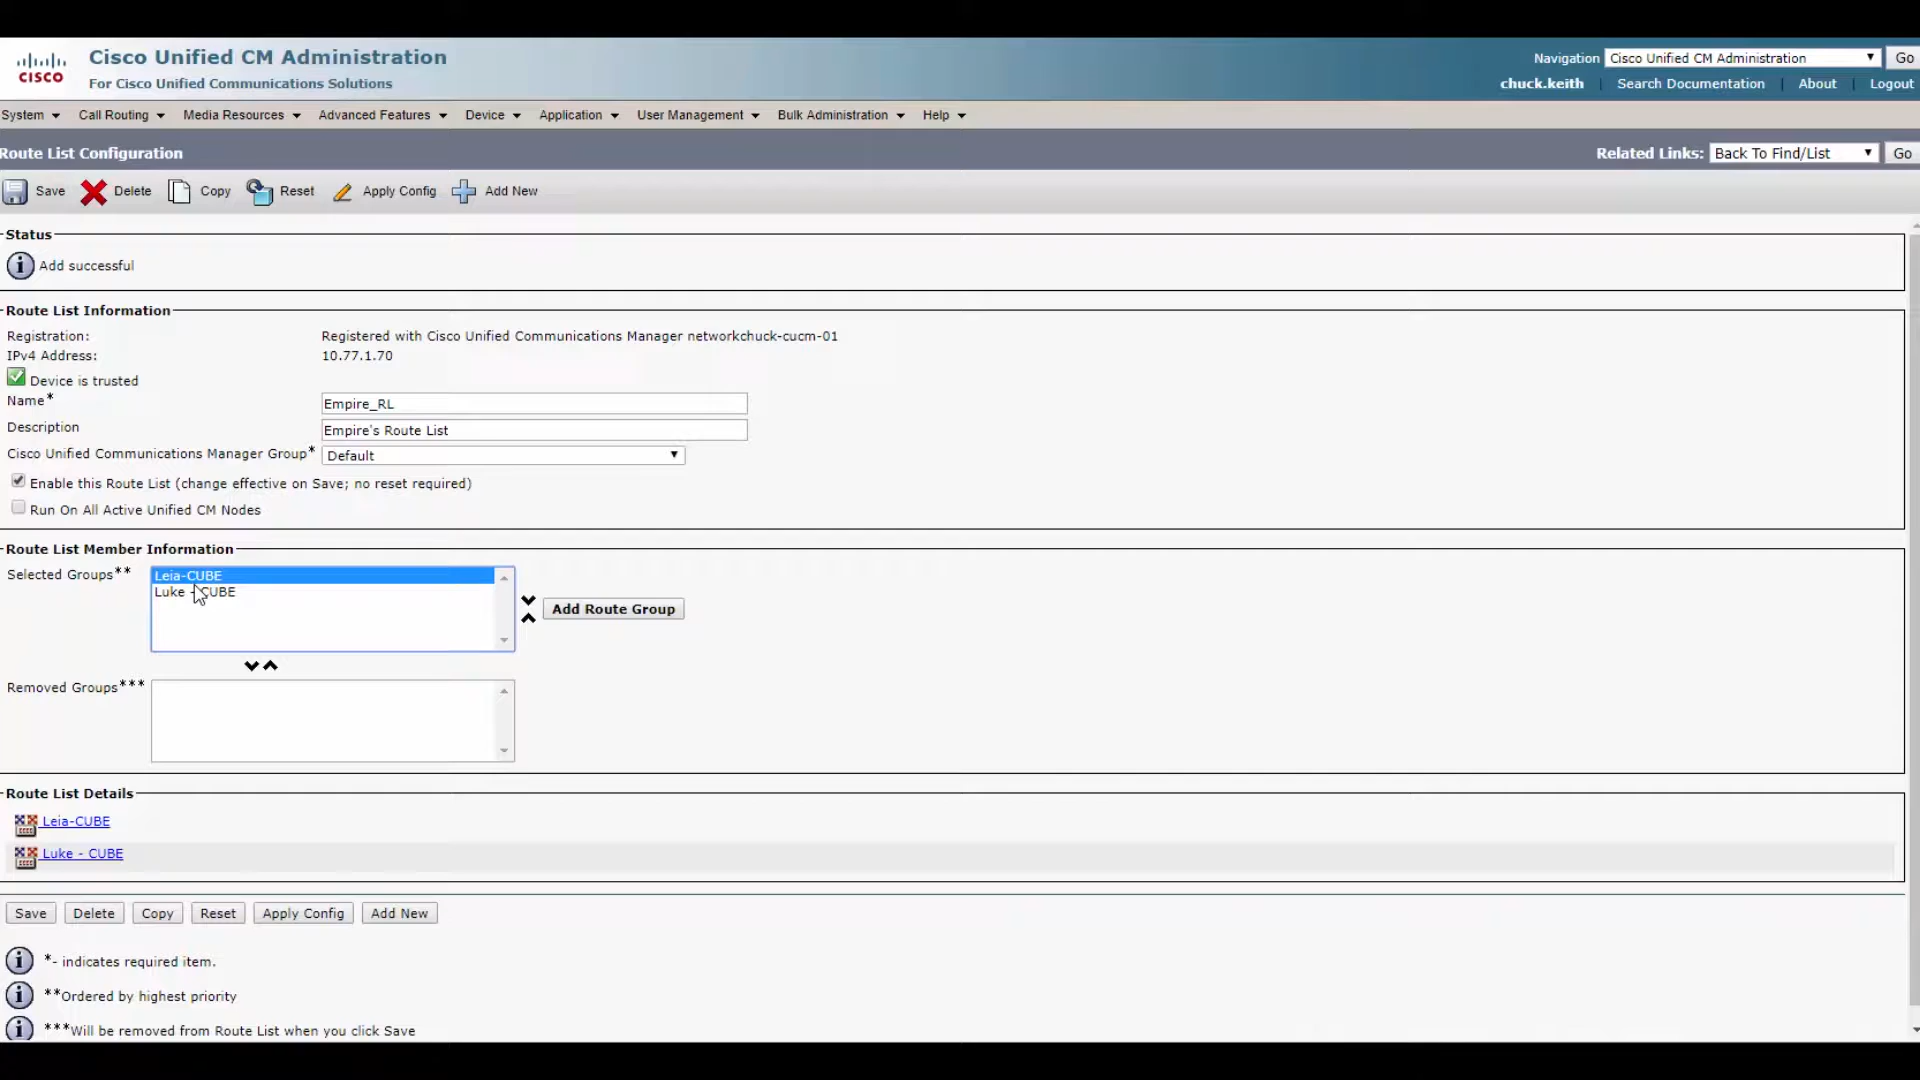 CISCO
Cisco Unified CM Administration
For Cisco Unified Communications Solutions
Navigation Cisco Unified CM Administration Go
chuck.keith Search Documentation About Logout
System Call Routing Media Resources Advanced Features Device Application User Management Bulk Administration Help
Route List Configuration
Related Links: Back To Find/List Go
Save Delete Copy Reset Apply Config Add New
Status
Add successful
Route List Information
Registration: Registered with Cisco Unified Communications Manager networkchuck-cucm-01
IPv4 Address: 10.77.1.70
Device is trusted
Name* Empire_RL
Description Empire's Route List
Cisco Unified Communications Manager Group* Default
Enable this Route List (change effective on Save; no reset required)
Run On All Active Unified CM Nodes
Route List Member Information
Selected Groups** Leia-CUBE
Luke - CUBE
Add Route Group
Removed Groups***
Route List Details
Leia-CUBE
Luke - CUBE
Save Delete Copy Reset Apply Config Add New
*- indicates required item.
**Ordered by highest priority
***Will be removed from Route List when you click Save